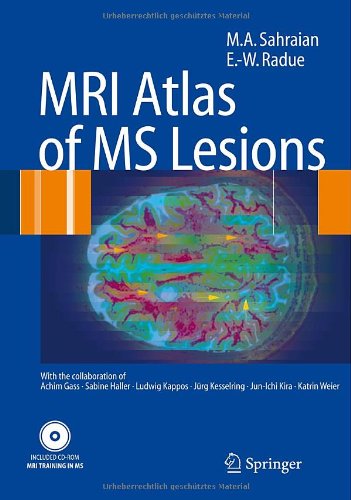 Urheberrechtlich geschütztes Material
M.A. Sahraian
E.-W. Radue
MRI Atlas
of MS Lesions
With the collaboration of
Achim Gass · Sabine Haller · Ludwig Kappos · Jürg Kesselring · Jun-Ichi Kira · Katrin Weier
INCLUDED CD-ROM
MRI TRAINING IN MS
Springer
Urheberrechtlich geschütztes Material